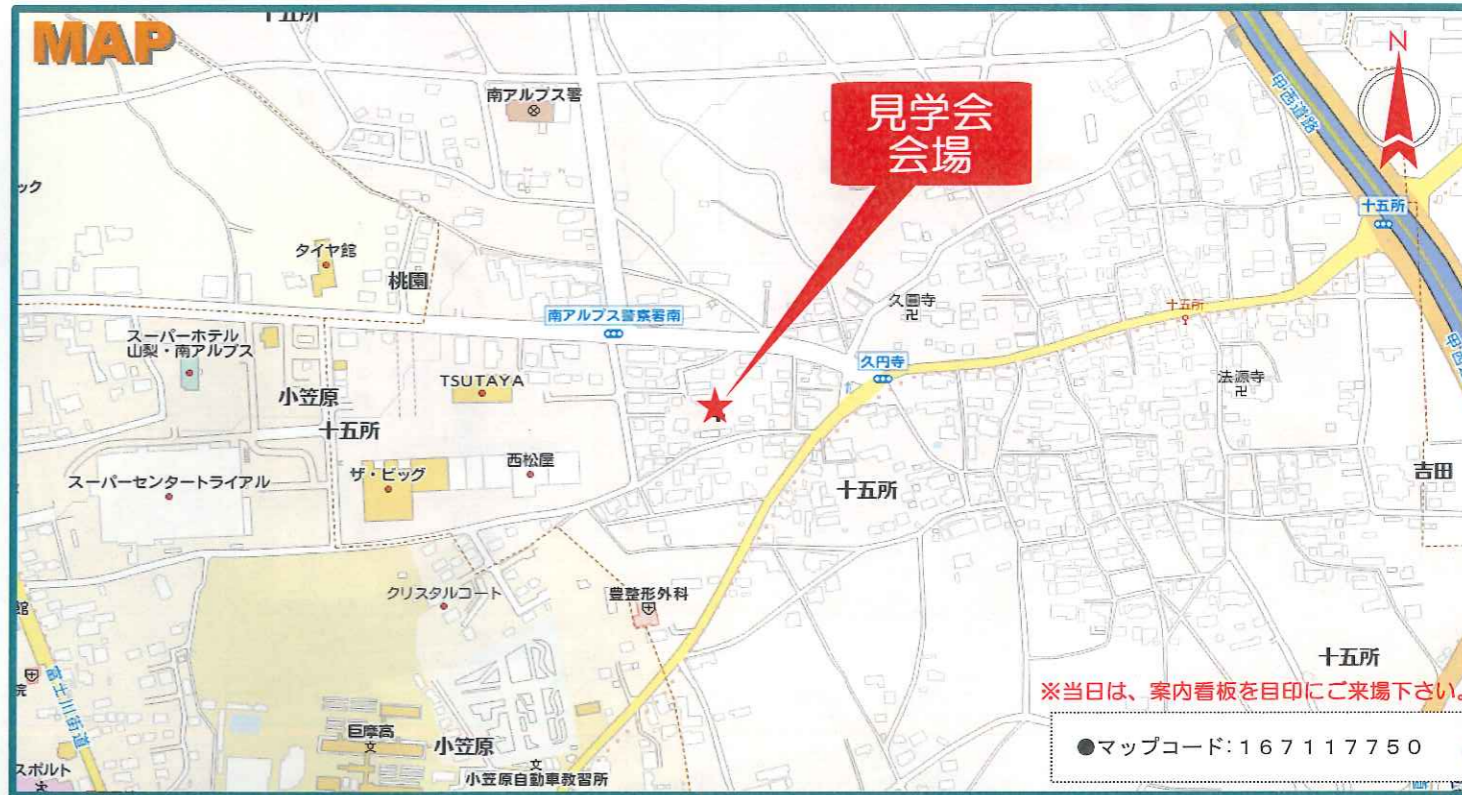 MAP
十五所
N
南アルプス署
見学会
会場
甲西道路
ック
十五所
タイヤ館
桃園
久圓寺
十五所
南アルプス警察署南
スーパーホテル
山梨・南アルプス
久円寺
法源寺
TSUTAYA
小笠原
十五所
西松屋
吉田
スーパーセンタートライアル
ザ・ビッグ
十五所
クリスタルコート
豊整形外科
館
院
富士川街道
十五所
※当日は、案内看板を目印にご来場下さい。
巨摩高
小笠原
●マップコード:167117750
スポルト
小笠原自動車教習所